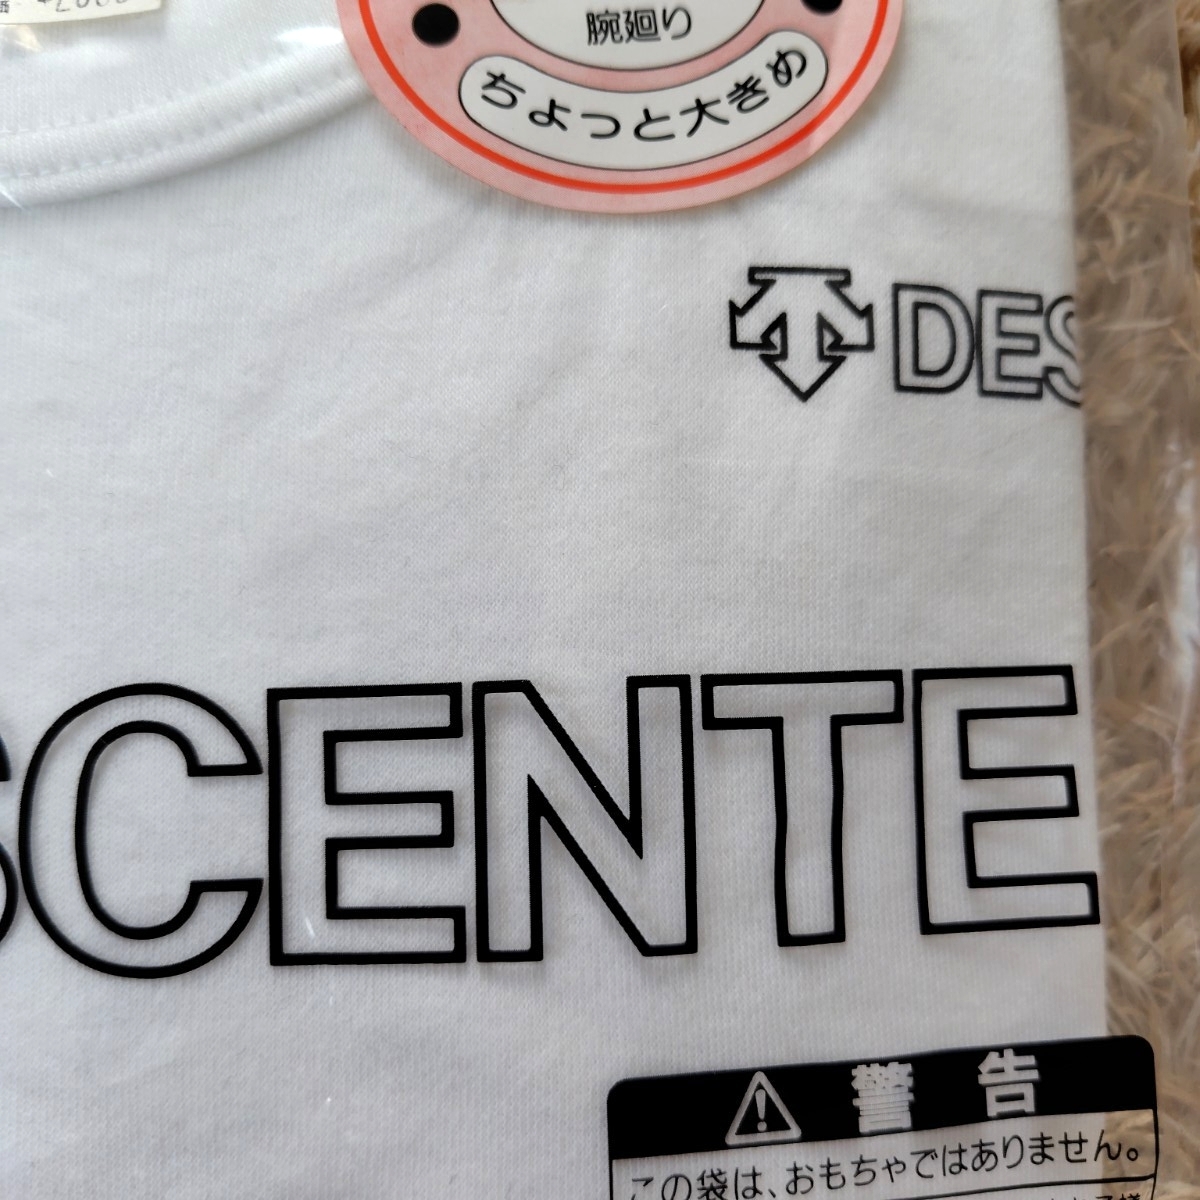 腕廻り
ちょっと大きめ
DES
SCENTE
警告
この袋は、おもちゃではありません。